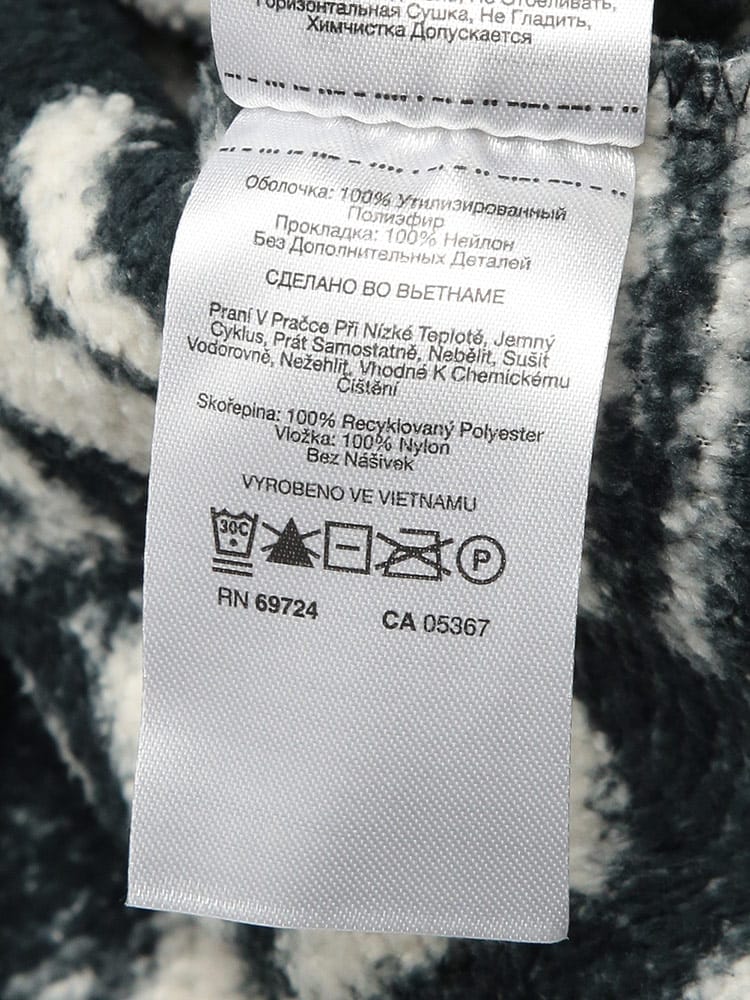 Отбеливать,
Горизонтальная Сушка, Не Гладить,
Химчистка Допускается
Оболочка: 100% Утилизированный
Полиэфир
Прокладка: 100% Нейлон
Без Дополнительных Деталей
СДЕЛАНО ВО ВЬЕТНАМЕ
Praní V Pračce Při Nízké Teplotě, Jemný
Cyklus, Prát Samostatně, Nebělit, Sušit
Vodorovně, Nežehlit, Vhodné K Chemickému
Čištění
Skořepina: 100% Recyklovaný Polyester
Vložka: 100% Nylon
Bez Nášivek
VYROBENO VE VIETNAMU
30C P
RN 69724 CA 05367